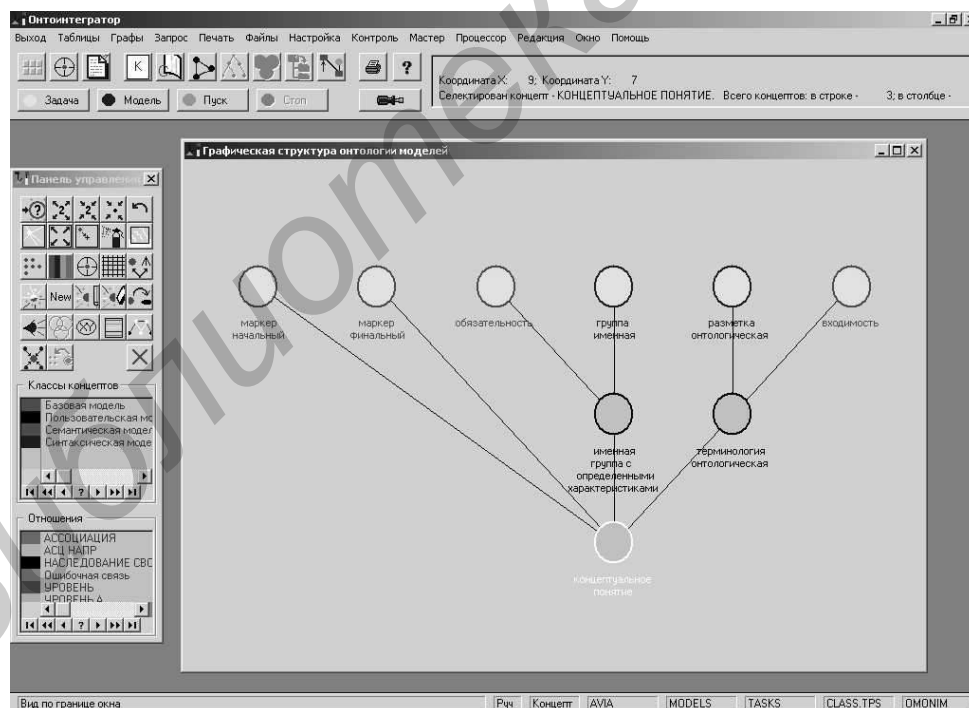 Онтоинтегратор
Выход Таблицы Графы Запрос Печать Файлы Настройка Контроль Мастер Процессор Редакция Окно Помощь
К
?
Координата X: 9; Координата Y: 7
Селектирован концепт - КОНЦЕПТУАЛЬНОЕ ПОНЯТИЕ. Всего концептов: в строке - 3; в столбце -
Задача Модель Пуск Стоп
Графическая структура онтологии моделей
Панель управления
New
маркер начальный
маркер финальный
обязательность
группа именная
разметка онтологическая
входимость
именная группа с определенными характеристиками
терминология онтологическая
концептуальное понятие
Классы концептов
Базовая модель
Пользовательская мо
Семантическая модел
Синтаксическая моде
Отношения
АССОЦИАЦИЯ
АСЦ НАПР
НАСЛЕДОВАНИЕ СВС
Ошибочная связь
УРОВЕНЬ
УРОВЕНЬ А
Вид по границе окна
Руч Концепт AVIA MODELS TASKS CLASS.TPS OMONIM